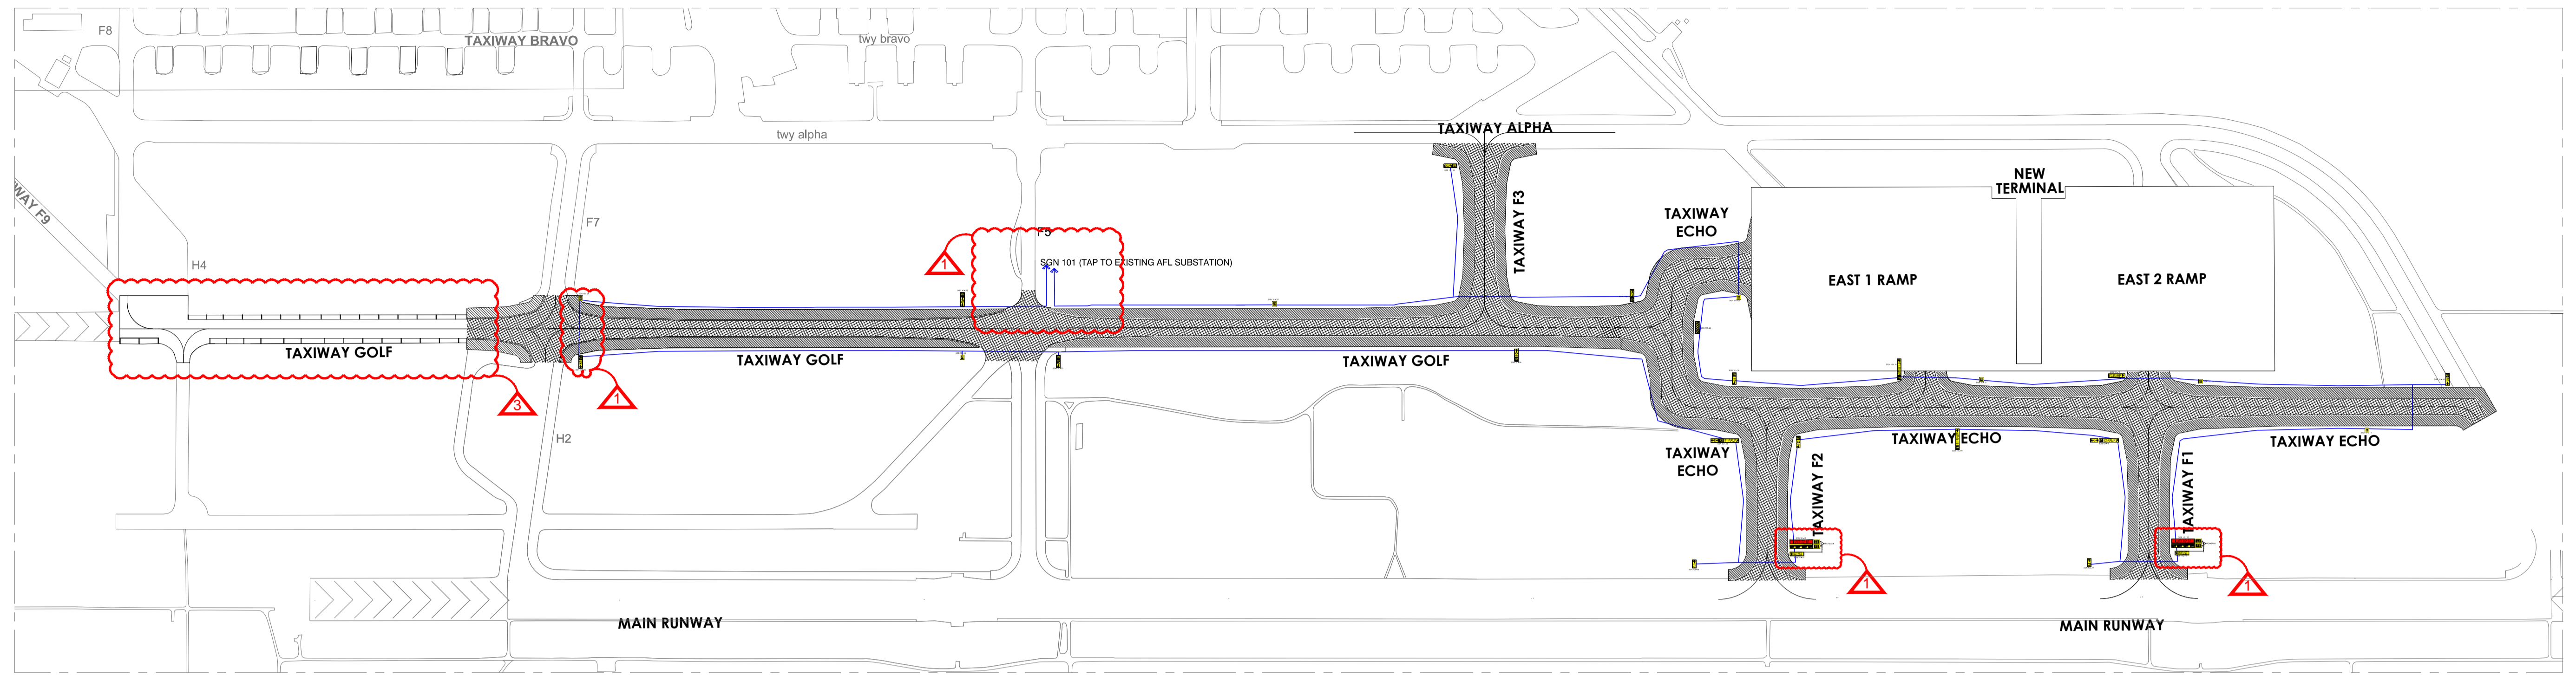 F8
TAXIWAY BRAVO
twy bravo
twy alpha
TAXIWAY ALPHA
NEW
TERMINAL
WAY F9
F7
F5
TAXIWAY F3
TAXIWAY
ECHO
H4
1
SGN 101 (TAP TO EXISTING AFL SUBSTATION)
EAST 1 RAMP
EAST 2 RAMP
TAXIWAY GOLF
TAXIWAY GOLF
TAXIWAY GOLF
3
1
H2
TAXIWAY
ECHO
TAXIWAY ECHO
TAXIWAY ECHO
TAXIWAY F2
TAXIWAY F1
1
1
MAIN RUNWAY
MAIN RUNWAY